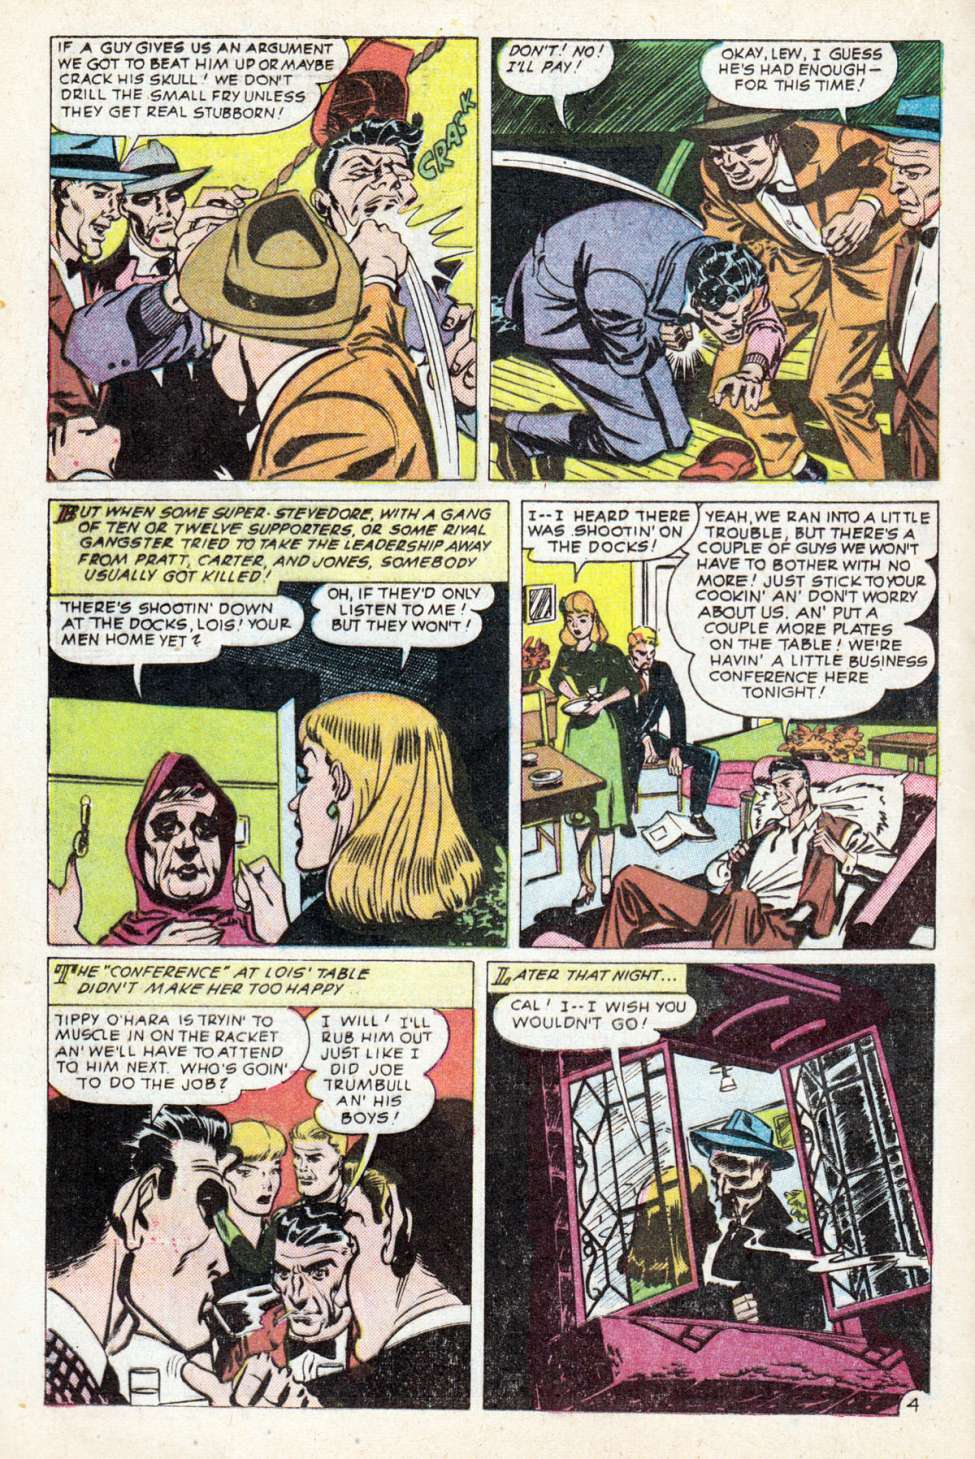 IF A GUY GIVES US AN ARGUMENT
WE GOT TO BEAT HIM UP OR MAYBE
CRACK HIS SKULL! WE DON'T
DRILL THE SMALL FRY UNLESS
THEY GET REAL STUBBORN!
CRACK
DON'T! NO!
I'LL PAY!
OKAY, LEW, I GUESS
HE'S HAD ENOUGH—
FOR THIS TIME!
BUT WHEN SOME SUPER-STEVEDORE, WITH A GANG
OF TEN OR TWELVE SUPPORTERS, OR SOME RIVAL
GANGSTER TRIED TO TAKE THE LEADERSHIP AWAY
FROM PRATT, CARTER, AND JONES, SOMEBODY
USUALLY GOT KILLED!
THERE'S SHOOTIN' DOWN
AT THE DOCKS, LOIS! YOUR
MEN HOME YET?
OH, IF THEY'D ONLY
LISTEN TO ME!
BUT THEY WON'T!
I--I HEARD THERE
WAS SHOOTIN' ON
THE DOCKS!
YEAH, WE RAN INTO A LITTLE
TROUBLE, BUT THERE'S A
COUPLE OF GUYS WE WON'T
HAVE TO BOTHER WITH NO
MORE! JUST STICK TO YOUR
COOKIN' AN' DON'T WORRY
ABOUT US. AN' PUT A
COUPLE MORE PLATES
ON THE TABLE! WE'RE
HAVIN' A LITTLE BUSINESS
CONFERENCE HERE
TONIGHT!
THE "CONFERENCE" AT LOIS' TABLE
DIDN'T MAKE HER TOO HAPPY..
TIPPY O'HARA IS TRYIN' TO
MUSCLE IN ON THE RACKET
AN' WE'LL HAVE TO ATTEND
TO HIM NEXT. WHO'S GOIN'
TO DO THE JOB?
I WILL! I'LL
RUB HIM OUT
JUST LIKE I
DID JOE
TRUMBULL
AN' HIS
BOYS!
LATER THAT NIGHT...
CAL! I--I WISH YOU
WOULDN'T GO!
4